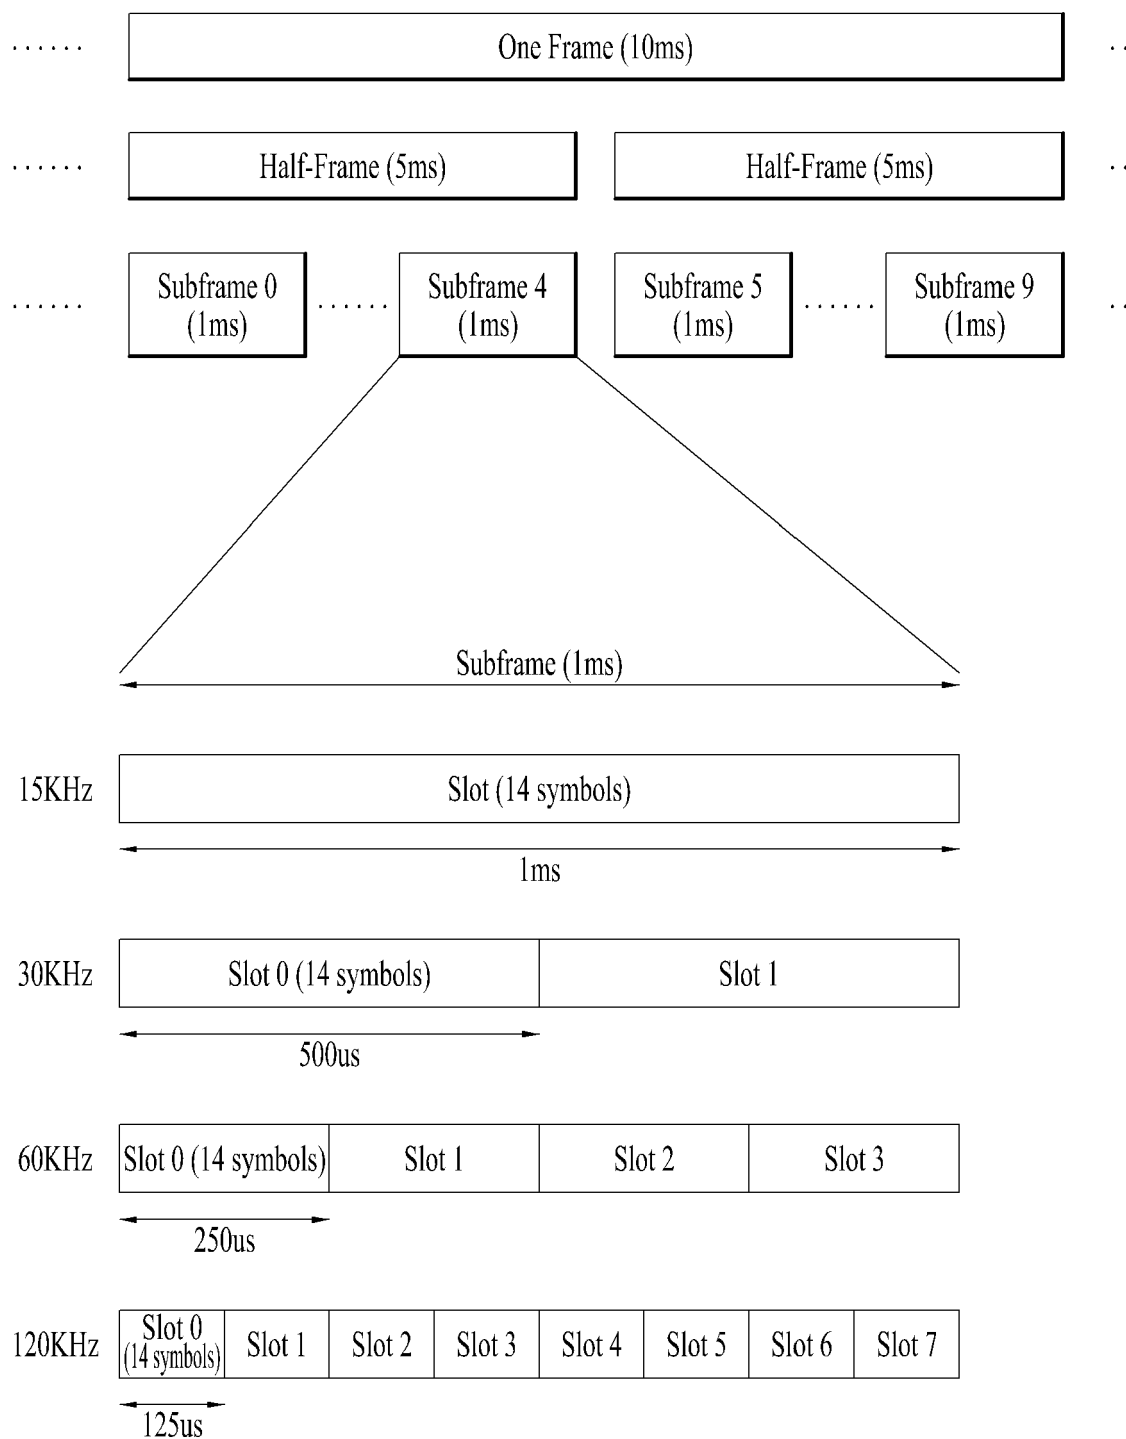 ...... One Frame (10ms) ..
...... Half-Frame (5ms) Half-Frame (5ms) ..
Subframe 0 Subframe 4 Subframe 5 Subframe 9
...... (1ms) ...... (1ms) (1ms) ...... (1ms) ..
Subframe (1ms)
15KHz Slot (14 symbols)
1ms
30KHz Slot 0 (14 symbols) Slot 1
500us
60KHz Slot 0 (14 symbols) Slot 1 Slot 2 Slot 3
250us
120KHz Slot 0 (14 symbols) Slot 1 Slot 2 Slot 3 Slot 4 Slot 5 Slot 6 Slot 7
125us